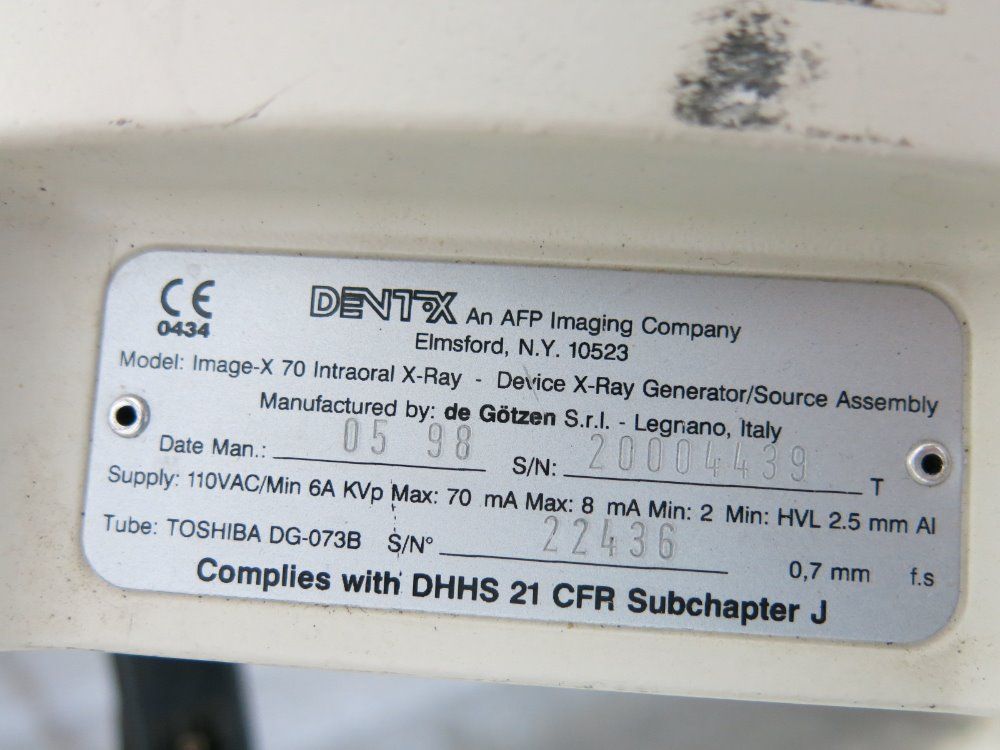 CE
0434
DENT-X An AFP Imaging Company
Elmsford, N.Y. 10523
Model: Image-X 70 Intraoral X-Ray - Device X-Ray Generator/Source Assembly
Manufactured by: de Götzen S.r.l. - Legnano, Italy
Date Man.: 05 98 S/N: 20004439 T
Supply: 110VAC/Min 6A KVp Max: 70 mA Max: 8 mA Min: 2 Min: HVL 2.5 mm Al
Tube: TOSHIBA DG-073B S/N° 22436 0,7 mm f.s
Complies with DHHS 21 CFR Subchapter J